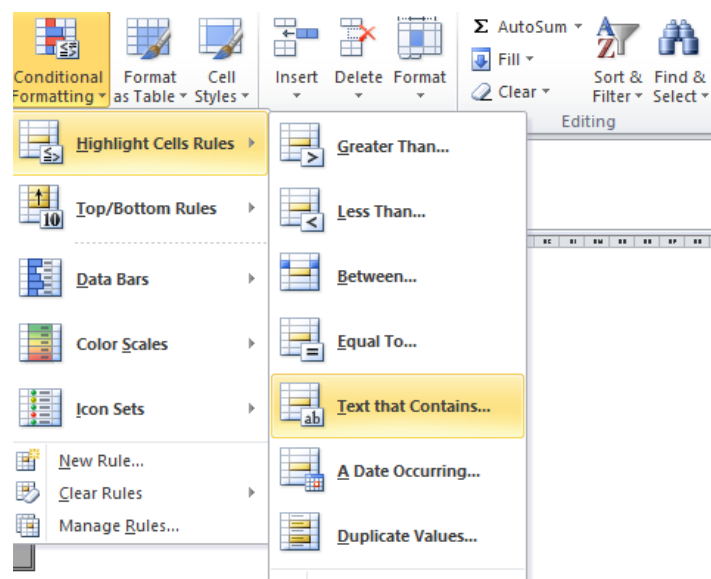 Conditional
Formatting
Format
as Table
Cell
Styles
Insert
Delete
Format
Σ AutoSum
Fill
Clear
A
Z
Sort &
Filter
Find &
Select
Editing
Highlight Cells Rules
Top/Bottom Rules
10
Data Bars
Color Scales
Icon Sets
New Rule...
Clear Rules
Manage Rules...
>
Greater Than...
<
Less Than...
Between...
=
Equal To...
ab
Text that Contains...
A Date Occurring...
Duplicate Values...